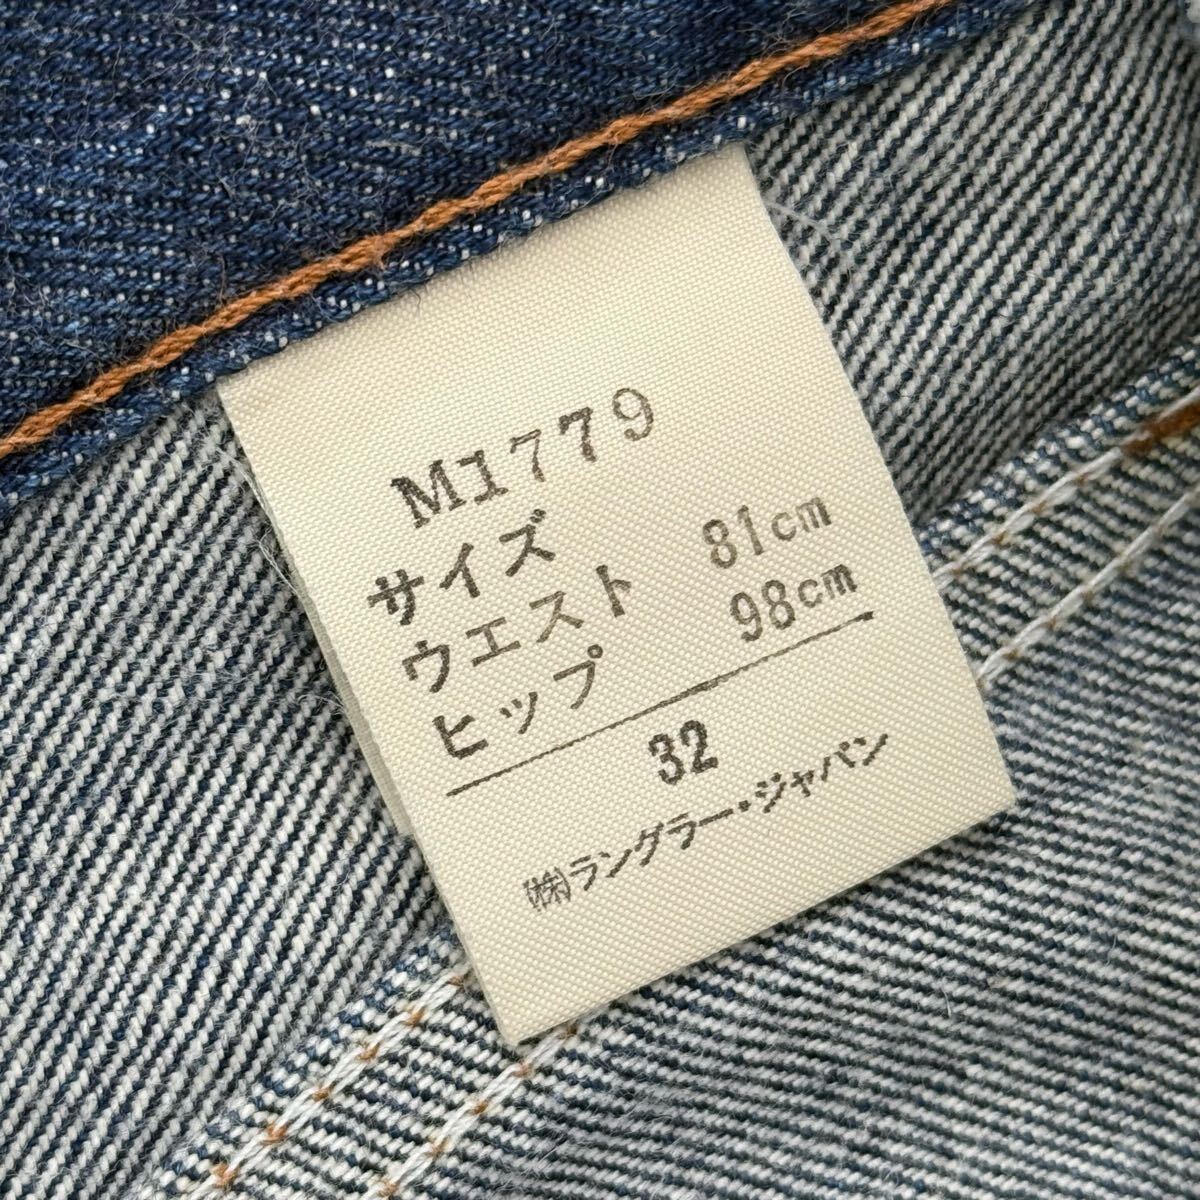 M1779
サイズ
ウエスト 81cm
ヒップ 98cm
32
㈱ラングラー・ジャパン